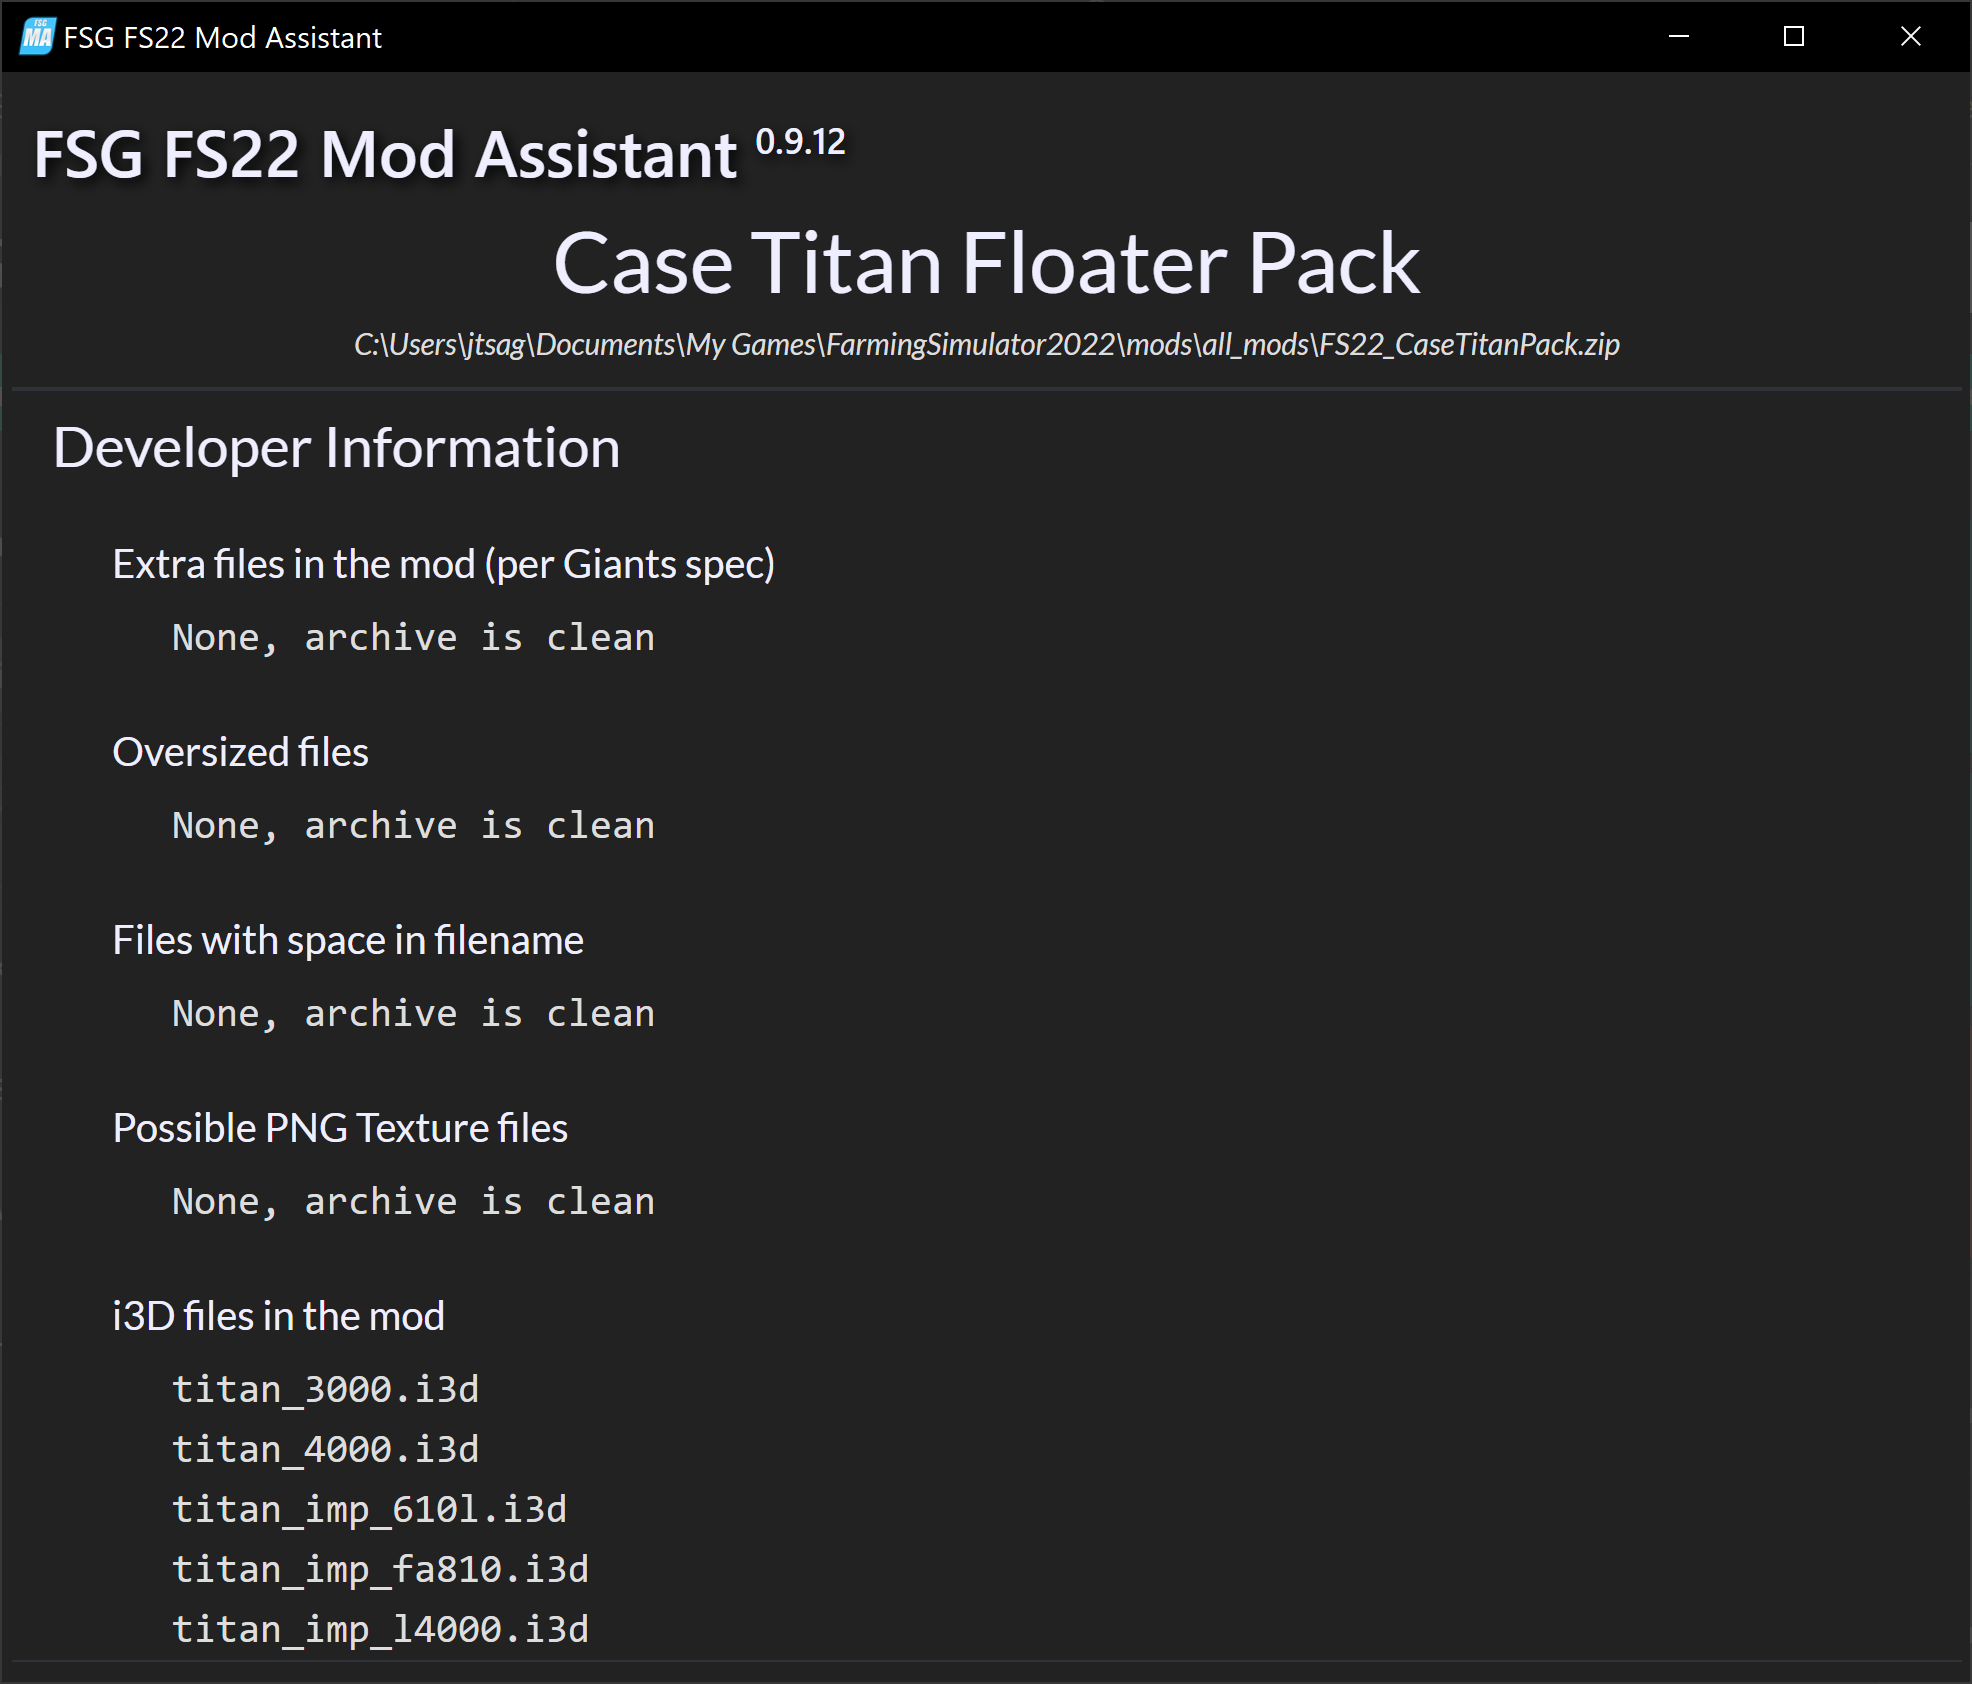 FSG MA FSG FS22 Mod Assistant
FSG FS22 Mod Assistant 0.9.12
Case Titan Floater Pack
C:\Users\jtsag\Documents\My Games\FarmingSimulator2022\mods\all_mods\FS22_CaseTitanPack.zip
Developer Information
Extra files in the mod (per Giants spec)
None, archive is clean
Oversized files
None, archive is clean
Files with space in filename
None, archive is clean
Possible PNG Texture files
None, archive is clean
i3D files in the mod
titan_3000.i3d
titan_4000.i3d
titan_imp_610l.i3d
titan_imp_fa810.i3d
titan_imp_l4000.i3d